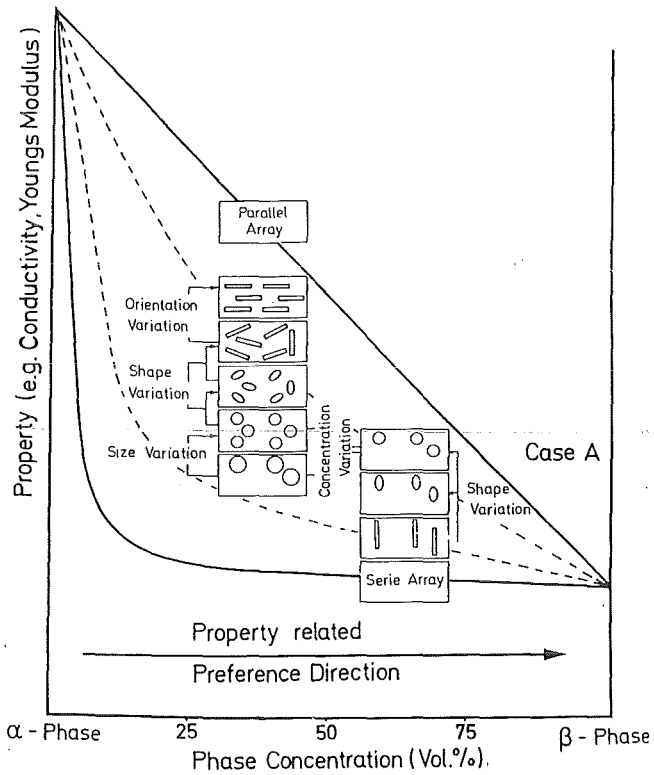 Property (e.g. Conductivity, Youngs Modulus)
Parallel
Array
Orientation
Variation
Shape
Variation
Size Variation
Concentration
Variation
Case A
Shape
Variation
Serie Array
Property related
Preference Direction
α - Phase
25
50
75
β - Phase
Phase Concentration (Vol.%).